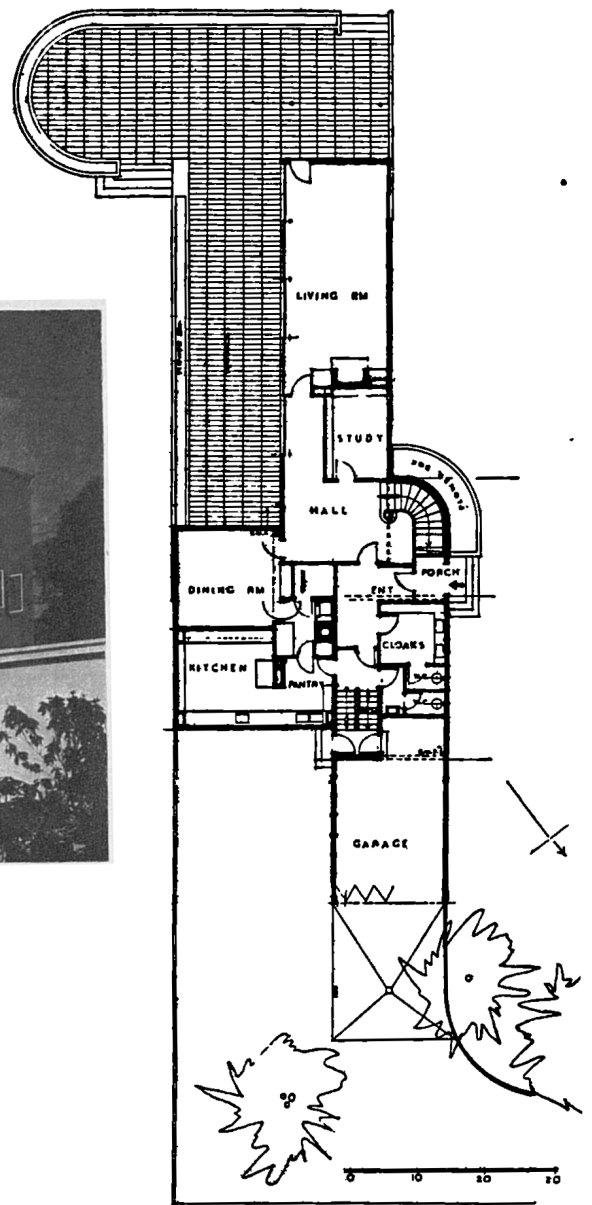 LIVING RM
STUDY
HALL
PORCH
ENT
DINING RM
CLOAKS
KITCHEN
PANTRY
GARAGE
0 10 20 30